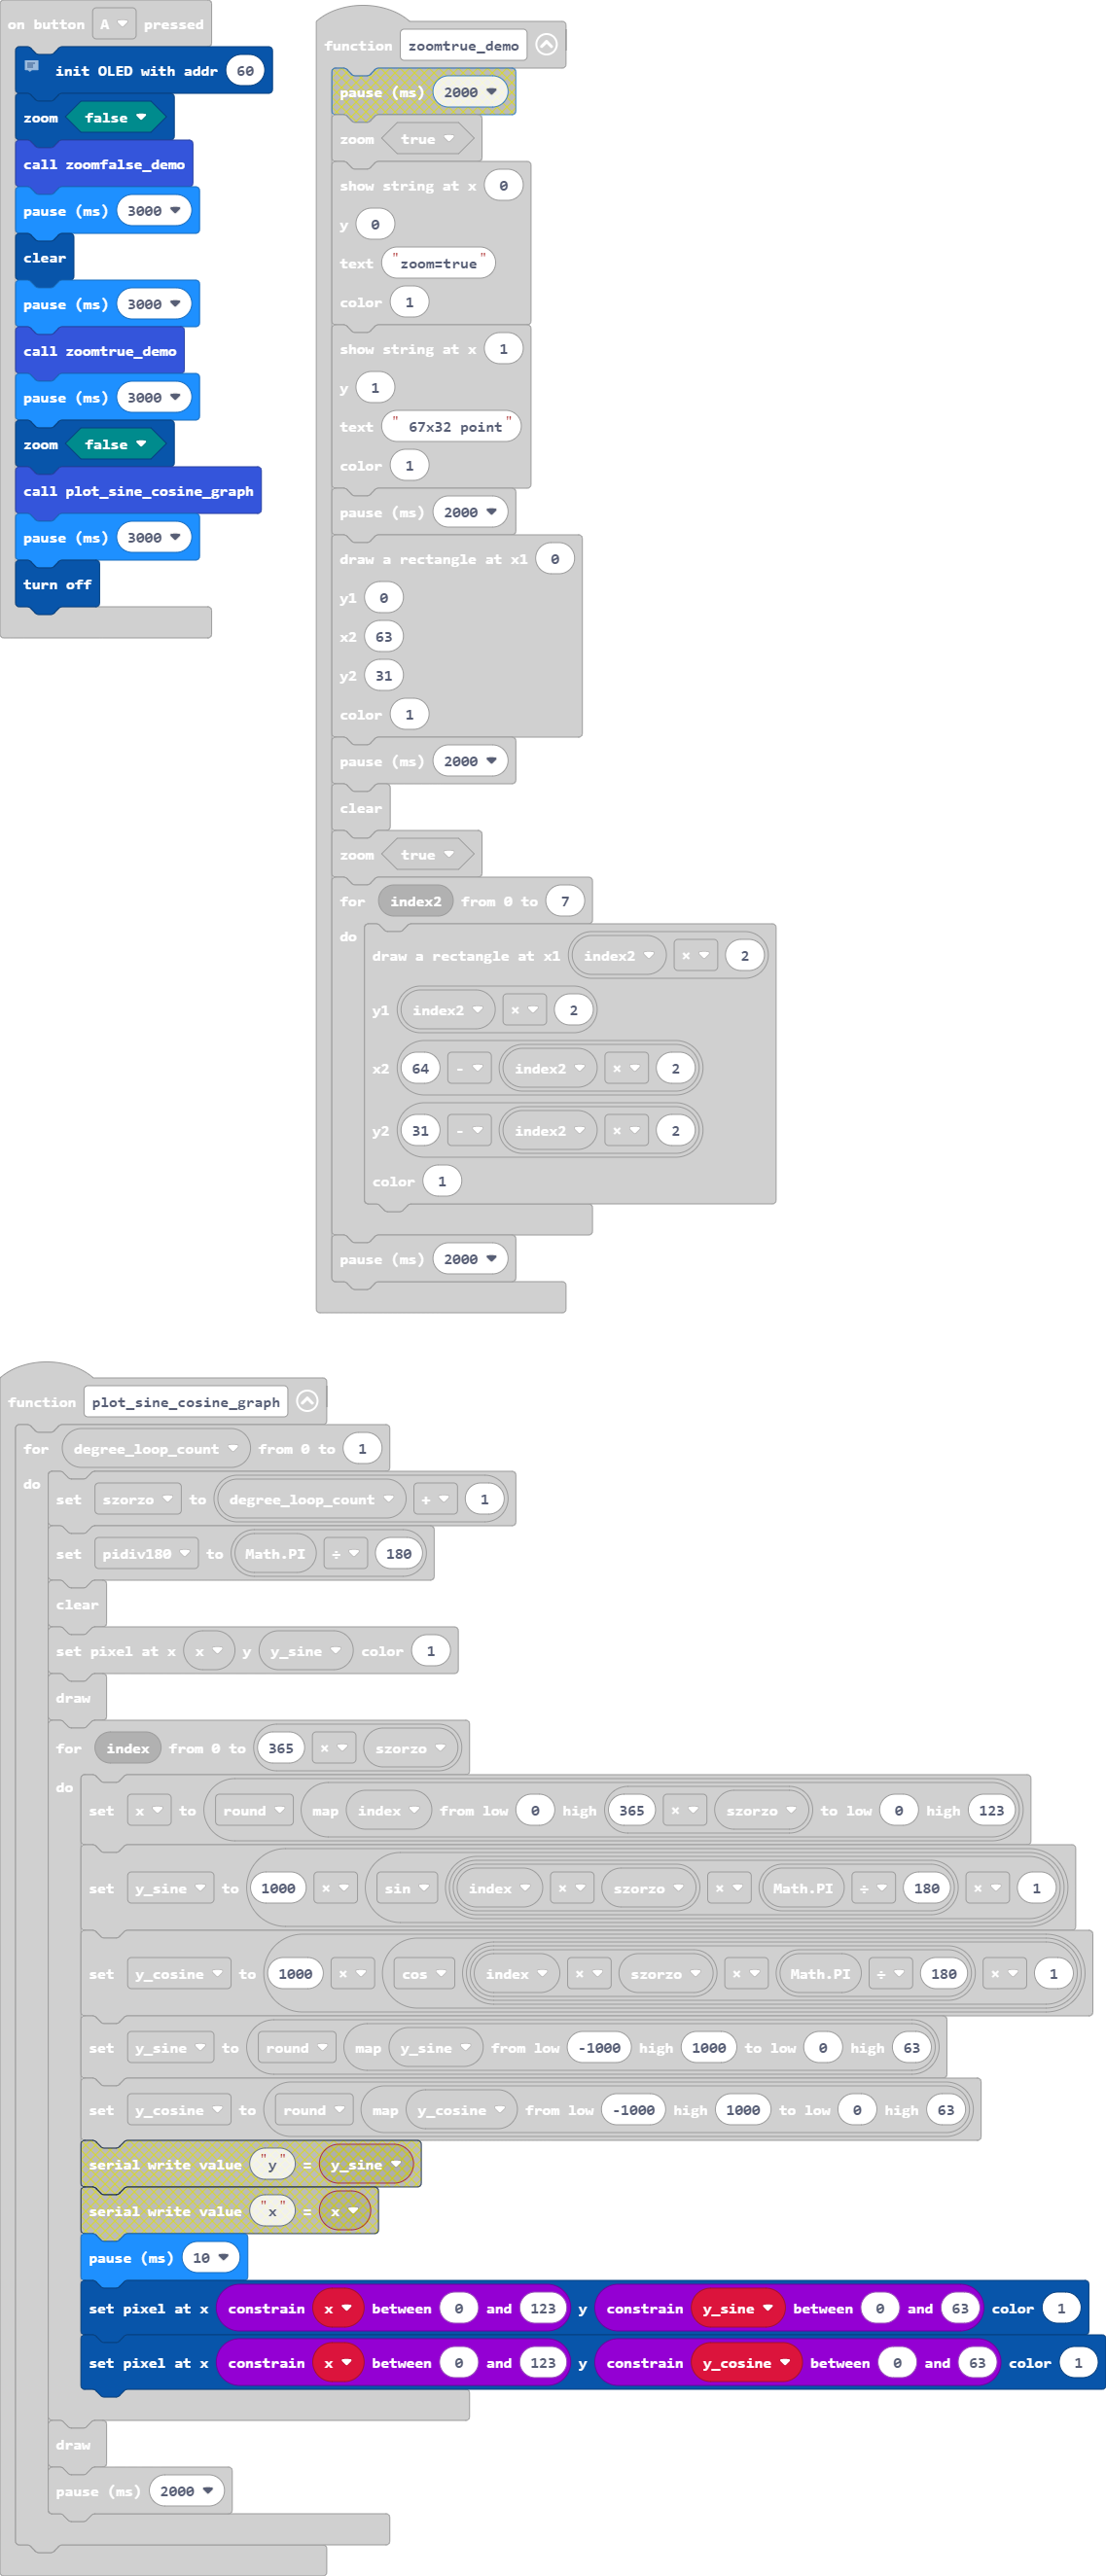 on button A pressed
init OLED with addr 60
zoom false
call zoomfalse_demo
pause (ms) 3000
clear
pause (ms) 3000
call zoomtrue_demo
pause (ms) 3000
zoom false
call plot_sine_cosine_graph
pause (ms) 3000
turn off
function zoomtrue_demo
pause (ms) 2000
zoom true
show string at x 0
y 0
text "zoom=true"
color 1
show string at x 1
y 1
text " 67x32 point"
color 1
pause (ms) 2000
draw a rectangle at x1 0
y1 0
x2 63
y2 31
color 1
pause (ms) 2000
clear
zoom true
for index2 from 0 to 7
do
draw a rectangle at x1 index2 × 2
y1 index2 × 2
x2 64 - index2 × 2
y2 31 - index2 × 2
color 1
pause (ms) 2000
function plot_sine_cosine_graph
for degree_loop_count from 0 to 1
do
set szorzo to degree_loop_count + 1
set pidiv180 to Math.PI ÷ 180
clear
set pixel at x x y y_sine color 1
draw
for index from 0 to 365 × szorzo
do
set x to round map index from low 0 high 365 × szorzo to low 0 high 123
set y_sine to 1000 × sin index × szorzo × Math.PI ÷ 180 × 1
set y_cosine to 1000 × cos index × szorzo × Math.PI ÷ 180 × 1
set y_sine to round map y_sine from low -1000 high 1000 to low 0 high 63
set y_cosine to round map y_cosine from low -1000 high 1000 to low 0 high 63
serial write value "y" = y_sine
serial write value "x" = x
pause (ms) 10
set pixel at x constrain x between 0 and 123 y constrain y_sine between 0 and 63 color 1
set pixel at x constrain x between 0 and 123 y constrain y_cosine between 0 and 63 color 1
draw
pause (ms) 2000